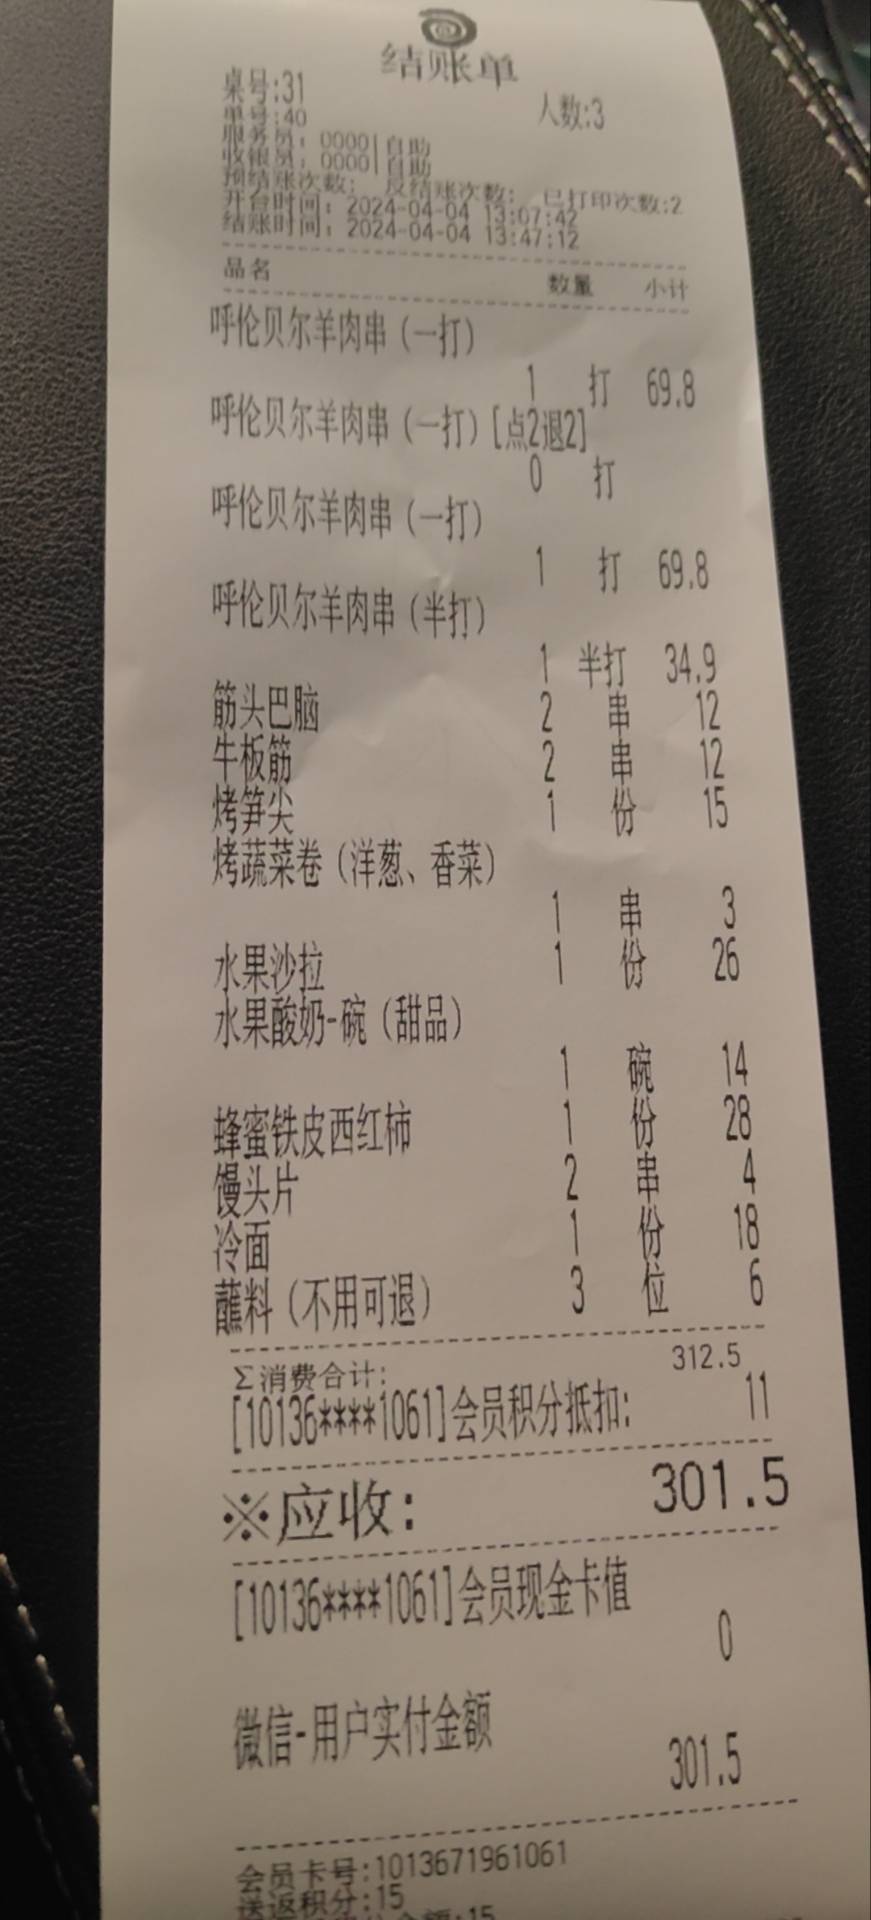 结账单
桌号:31 人数:3
单号:40
服务员: 0000|自助
收银员: 0000|自助
预结账次数: 反结账次数: 已打印次数:2
开台时间: 2024-04-04 13:07:42
结账时间: 2024-04-04 13:47:12
品名 数量 小计
呼伦贝尔羊肉串(一打)
1 打 69.8
呼伦贝尔羊肉串(一打)[点2退2]
0 打
呼伦贝尔羊肉串(一打)
1 打 69.8
呼伦贝尔羊肉串(半打)
1 半打 34.9
筋头巴脑 2 串 12
牛板筋 2 串 12
烤笋尖 1 份 15
烤蔬菜卷(洋葱、香菜)
1 串 3
水果沙拉 1 份 26
水果酸奶-碗(甜品)
1 碗 14
蜂蜜铁皮西红柿 1 份 28
馒头片 2 串 4
冷面 1 份 18
蘸料(不用可退) 3 位 6
Σ消费合计: 312.5
[10136****1061]会员积分抵扣: 11
※应收: 301.5
[10136****1061]会员现金卡值
0
微信-用户实付金额
301.5
会员卡号:1013671961061
送返积分:15
:15